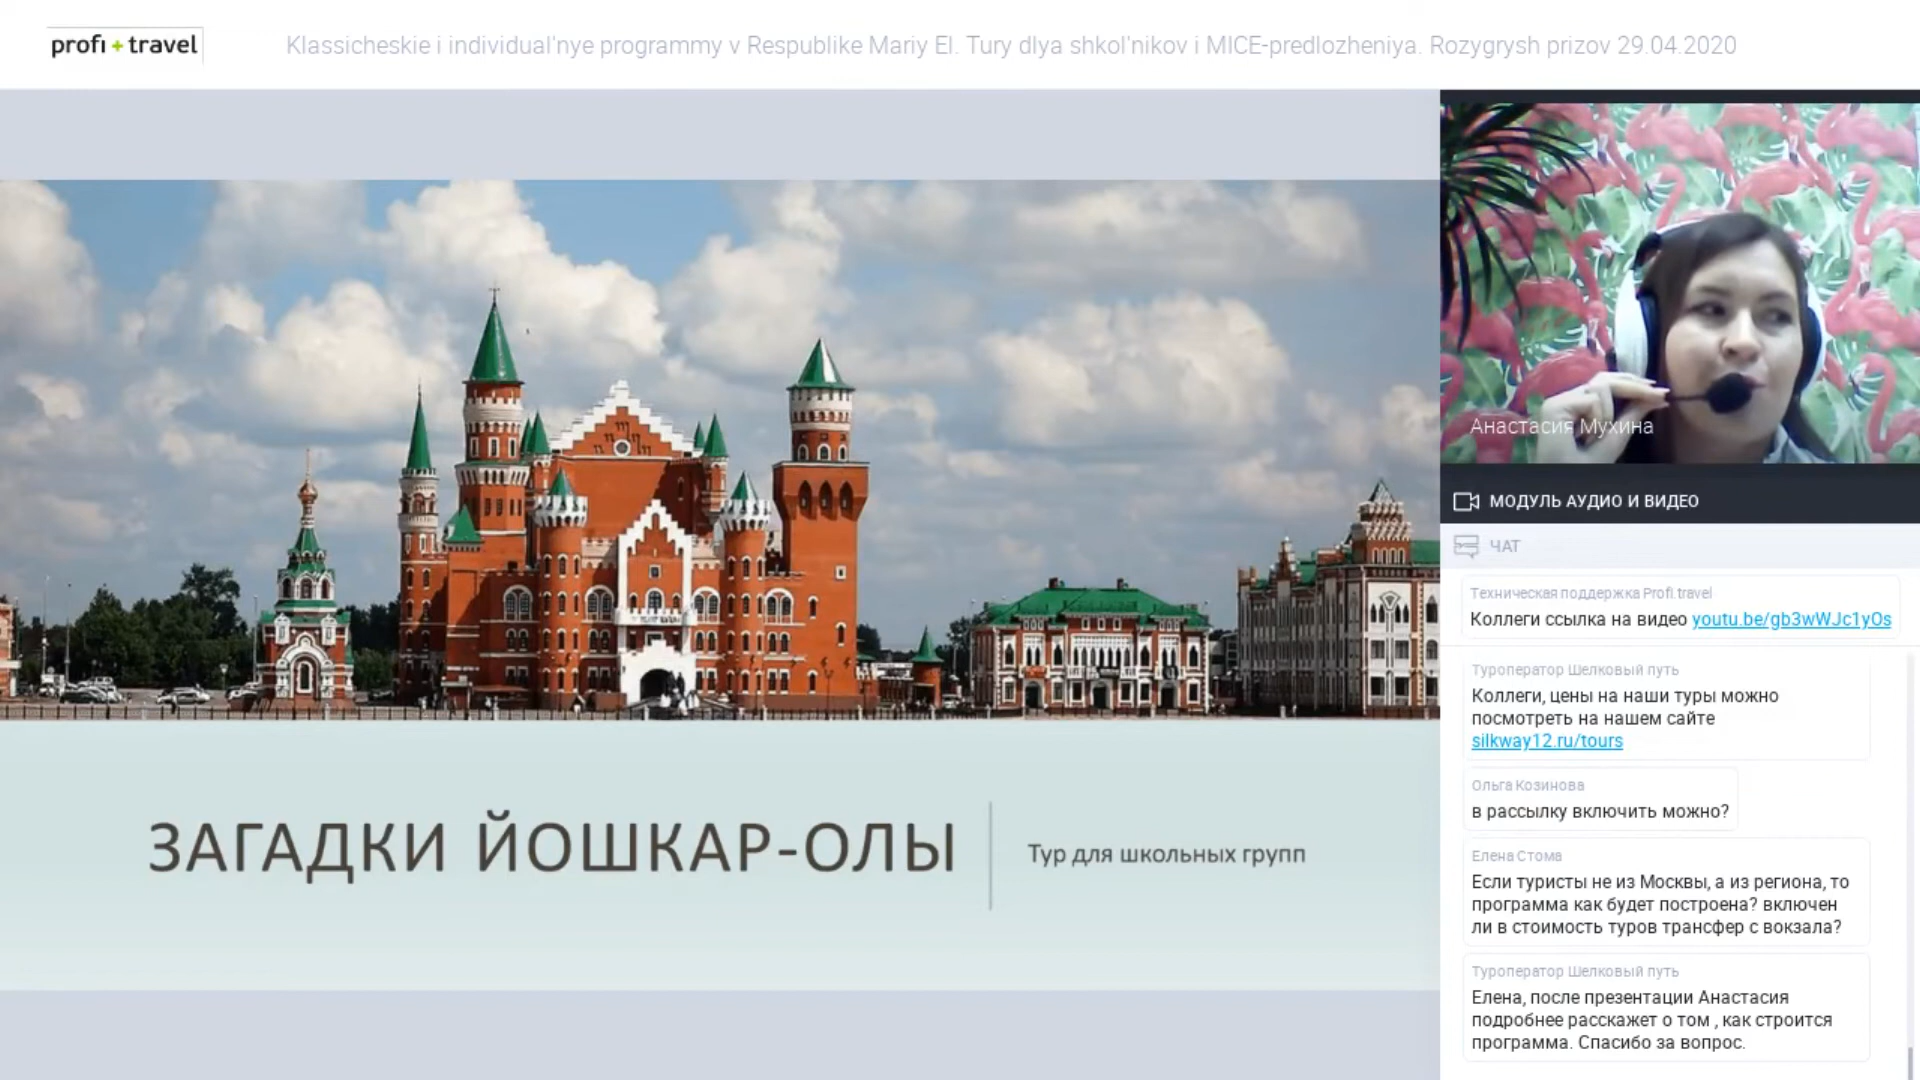 profi + travel
Klassicheskie i individual'nye programmy v Respublike Mariy El. Tury dlya shkol'nikov i MICE-predlozheniya. Rozygrysh prizov 29.04.2020
ЗАГАДКИ ЙОШКАР-ОЛЫ
Тур для школьных групп
Анастасия Мухина
МОДУЛЬ АУДИО И ВИДЕО
ЧАТ
Техническая поддержка Profi.travel
Коллеги ссылка на видео youtu.be/gb3wWJc1yOs
Туроператор Шелковый путь
Коллеги, цены на наши туры можно
посмотреть на нашем сайте
silkway12.ru/tours
Ольга Козинова
в рассылку включить можно?
Елена Стома
Если туристы не из Москвы, а из региона, то
программа как будет построена? включен
ли в стоимость туров трансфер с вокзала?
Туроператор Шелковый путь
Елена, после презентации Анастасия
подробнее расскажет о том , как строится
программа. Спасибо за вопрос.